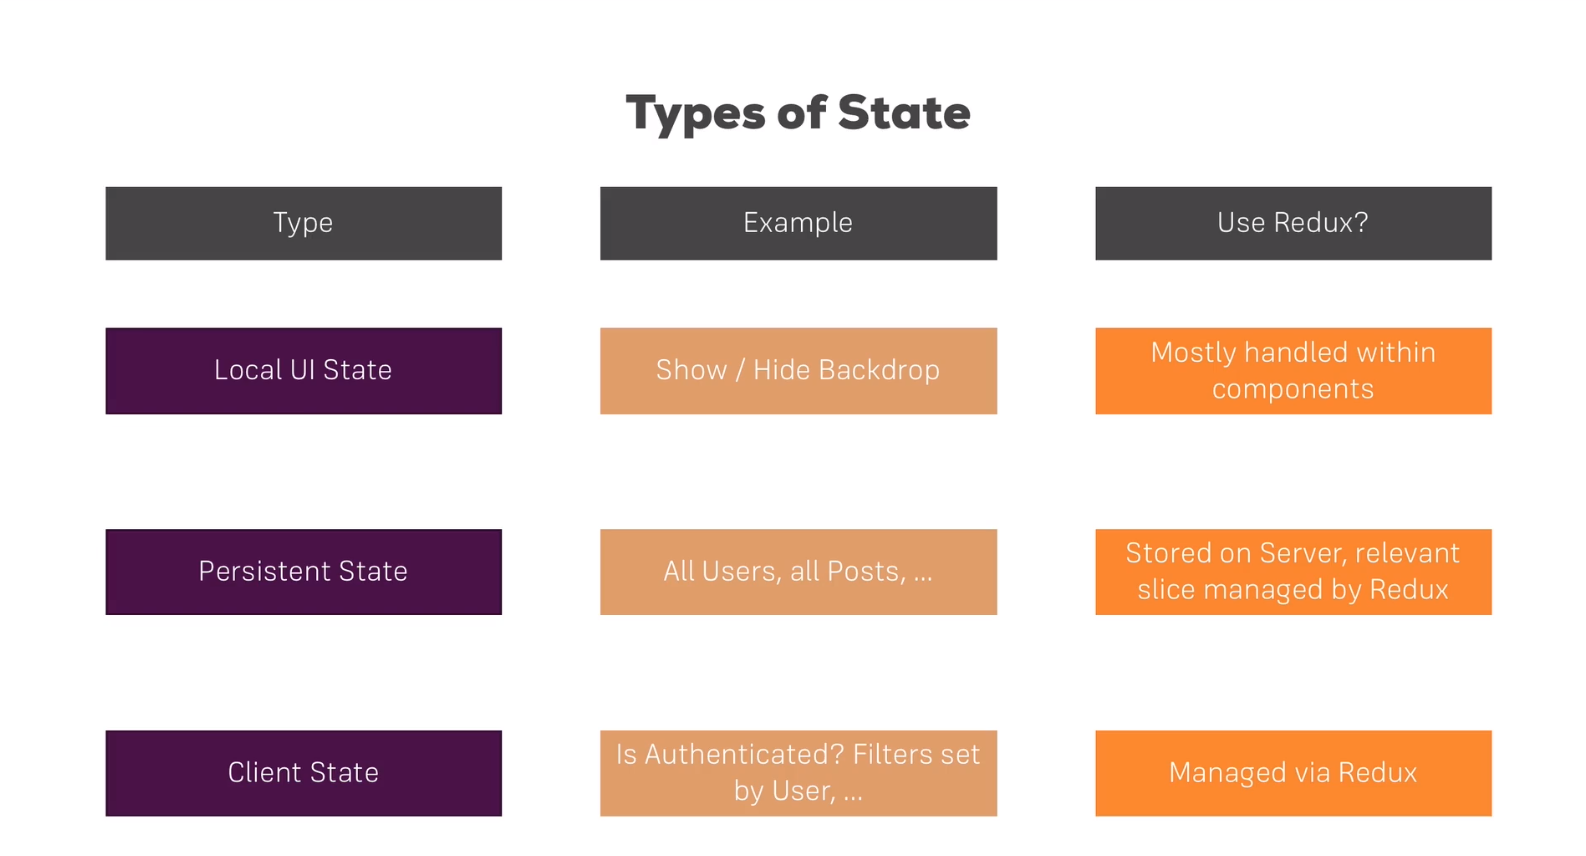 Types of State
Type
Example
Use Redux?
Local UI State
Show / Hide Backdrop
Mostly handled within
components
Persistent State
All Users, all Posts, ...
Stored on Server, relevant
slice managed by Redux
Client State
Is Authenticated? Filters set
by User, ...
Managed via Redux